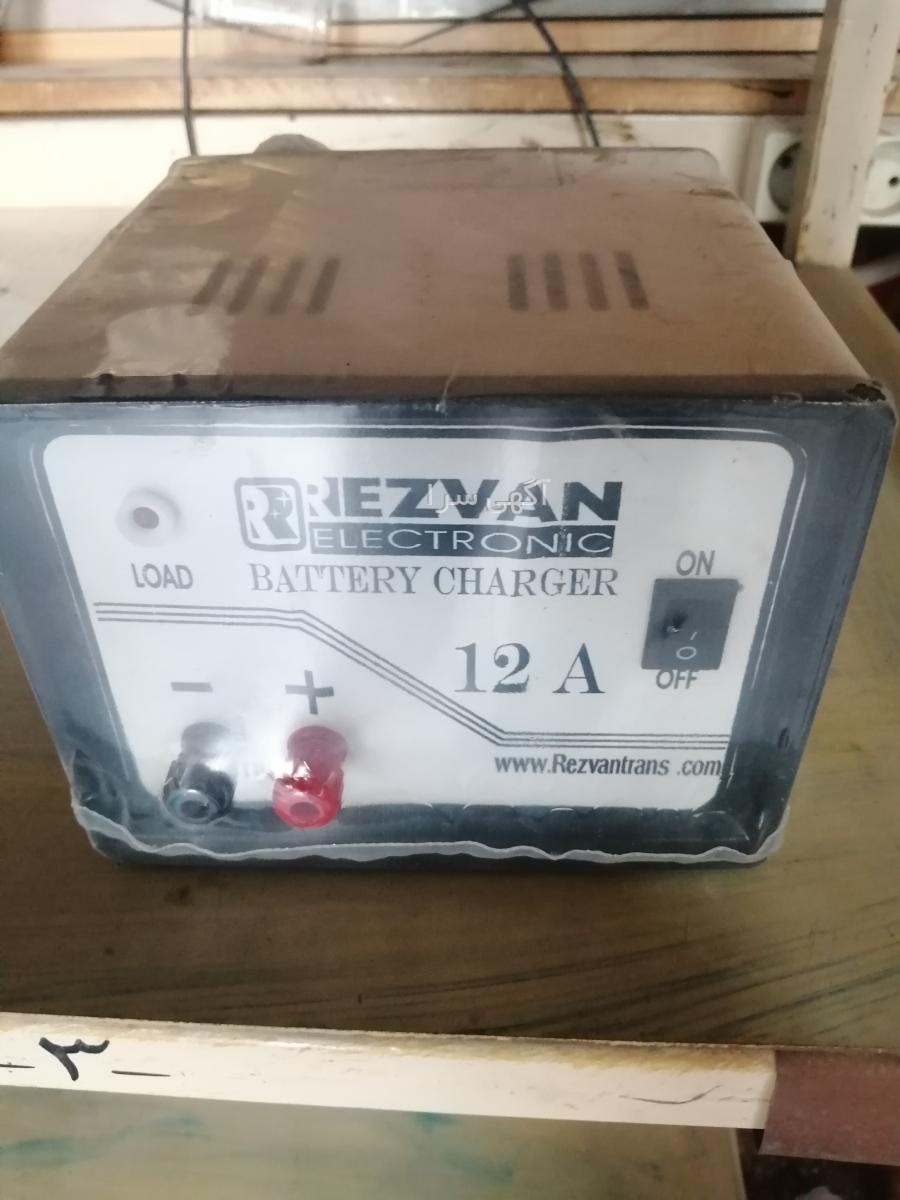 REZVAN
آگهی سرا
ELECTRONIC
BATTERY CHARGER
LOAD
ON
12 A
OFF
- +
www.Rezvantrans .com
- ۳ -